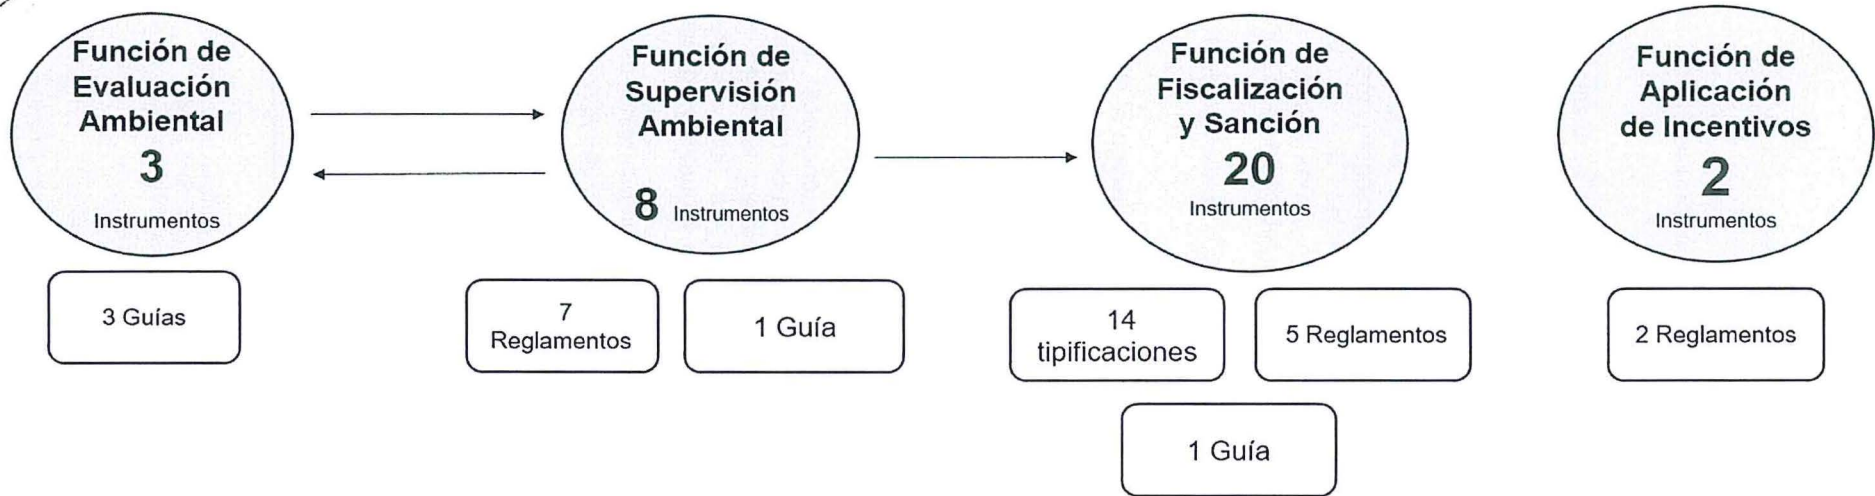 Función de
Evaluación
Ambiental
3
Instrumentos
3 Guías
Función de
Supervisión
Ambiental
8 Instrumentos
7
Reglamentos
1 Guía
Función de
Fiscalización
y Sanción
20
Instrumentos
14
tipificaciones
5 Reglamentos
1 Guía
Función de
Aplicación
de Incentivos
2
Instrumentos
2 Reglamentos